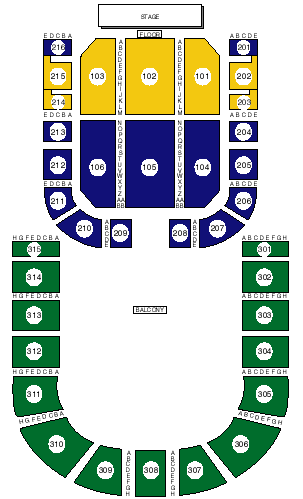 STAGE
FLOOR
E D C B A
A B C D E
216
201
103
102
101
215
202
214
203
A
B
C
D
E
F
G
H
I
J
K
L
M
A
B
C
D
E
F
G
H
I
J
K
L
M
E D C B A
A B C D E
213
204
106
105
104
N
O
P
Q
R
S
T
U
V
W
X
Y
Z
AA
BB
N
O
P
Q
R
S
T
U
V
W
X
Y
Z
AA
BB
212
205
E D C B A
A B C D E
211
206
210
209
208
207
A
B
C
D
E
A
B
C
D
E
H G F E D C B A
A B C D E F G H
315
301
314
302
H G F E D C B A
A B C D E F G H
313
303
BALCONY
H G F E D C B A
A B C D E F G H
312
304
H G F E D C B A
A B C D E F G H
311
305
H G F E D C B A
A B C D E F G H
310
306
309
308
307
A
B
C
D
E
F
G
H
A
B
C
D
E
F
G
H